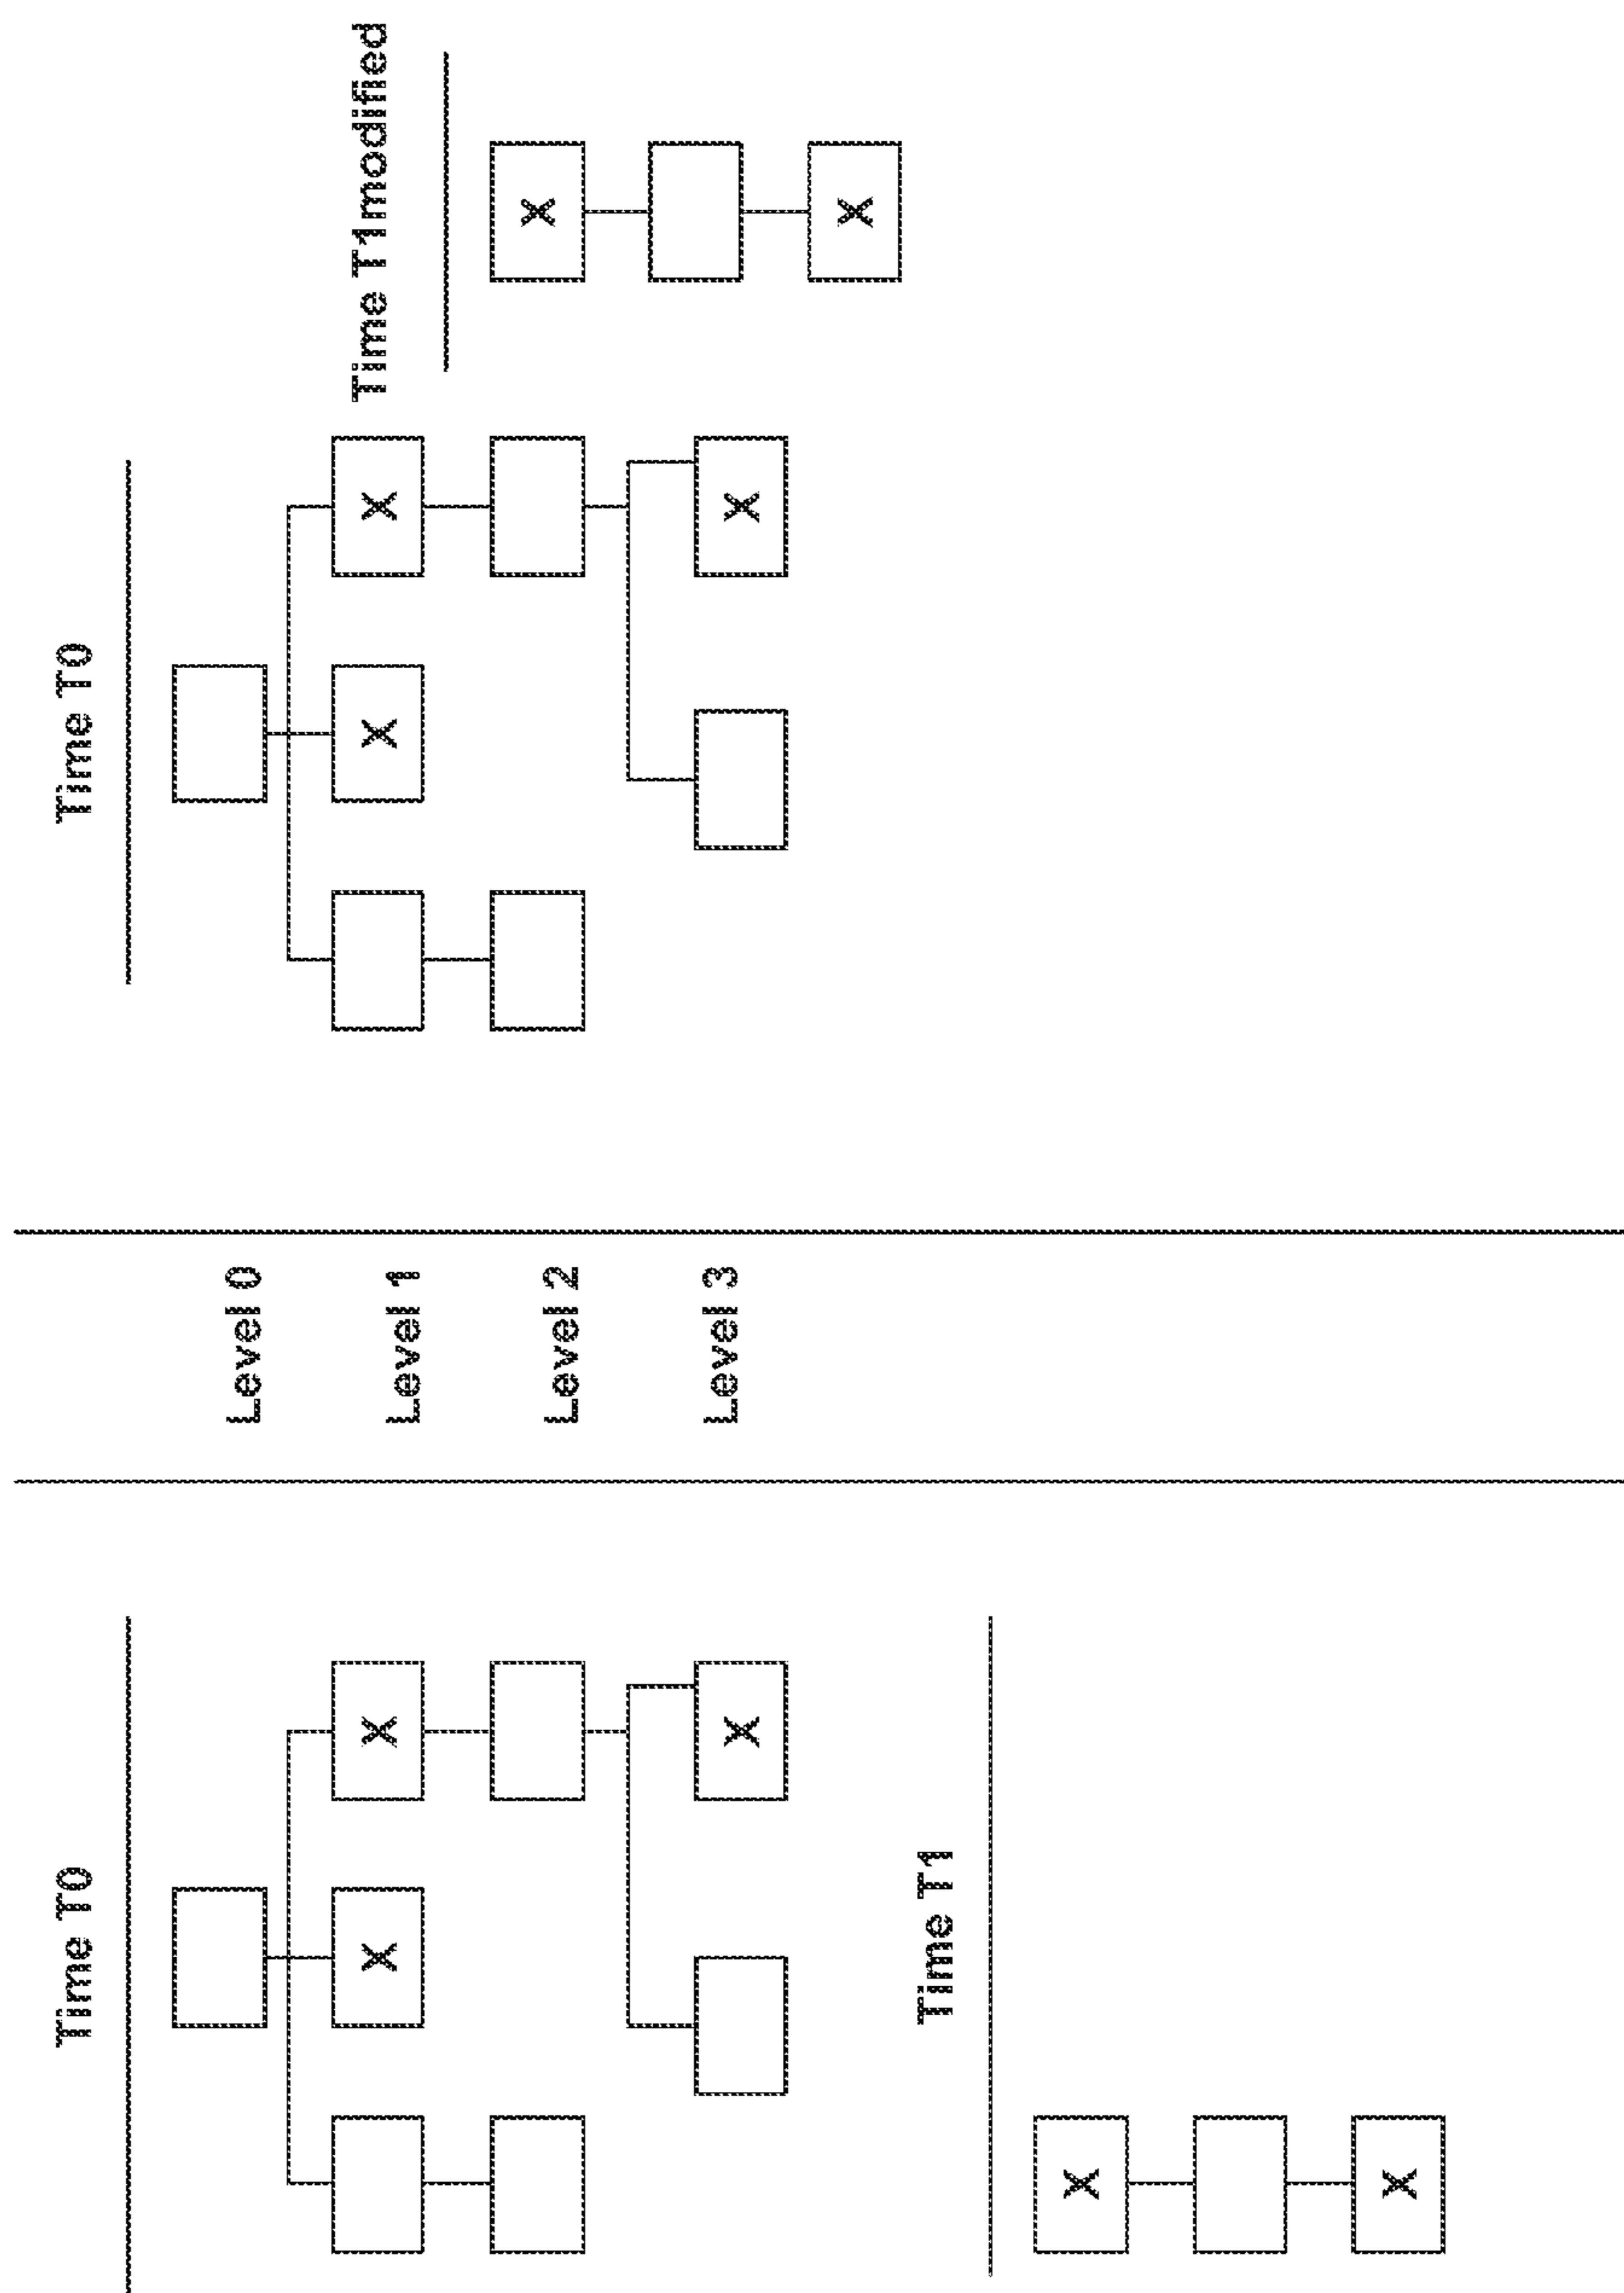 Time T0
X
X
X
Time T1
X
X
Level 0
Level 1
Level 2
Level 3
Time T0
X
X
X
Time T1modified
X
X